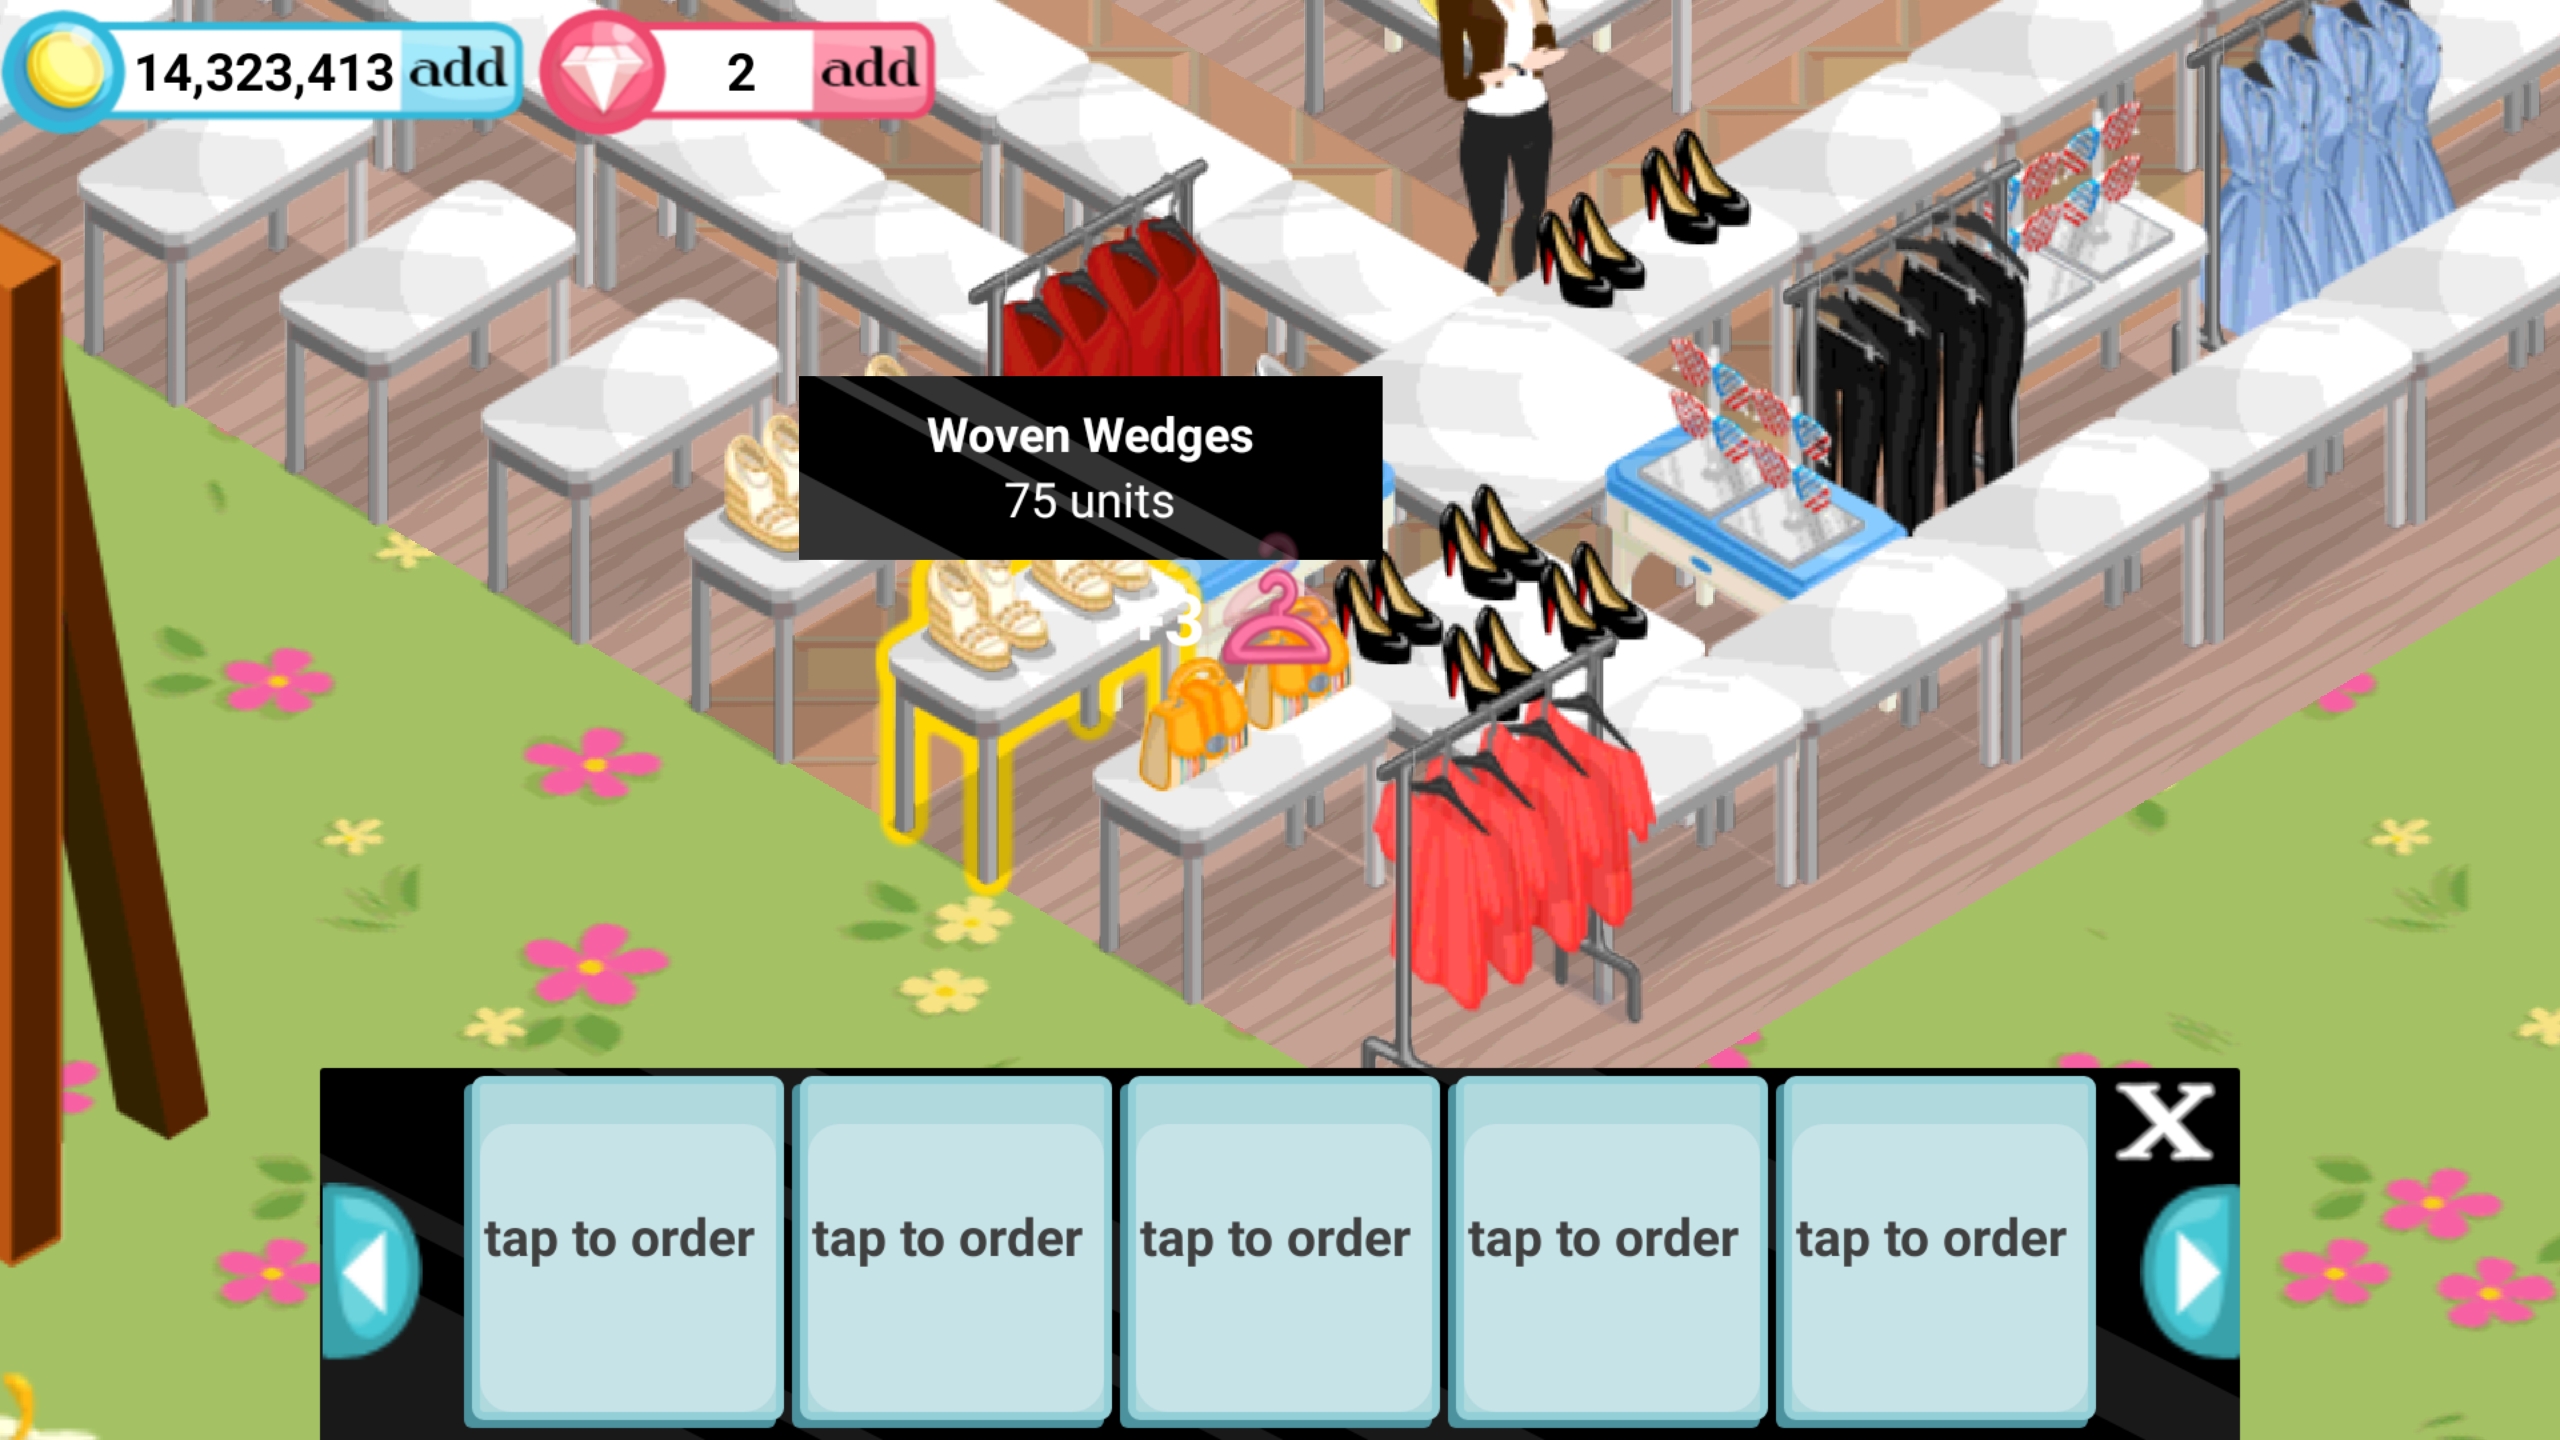 14,323,413 add
2 add
Woven Wedges
75 units
+3
tap to order
tap to order
tap to order
tap to order
tap to order
X